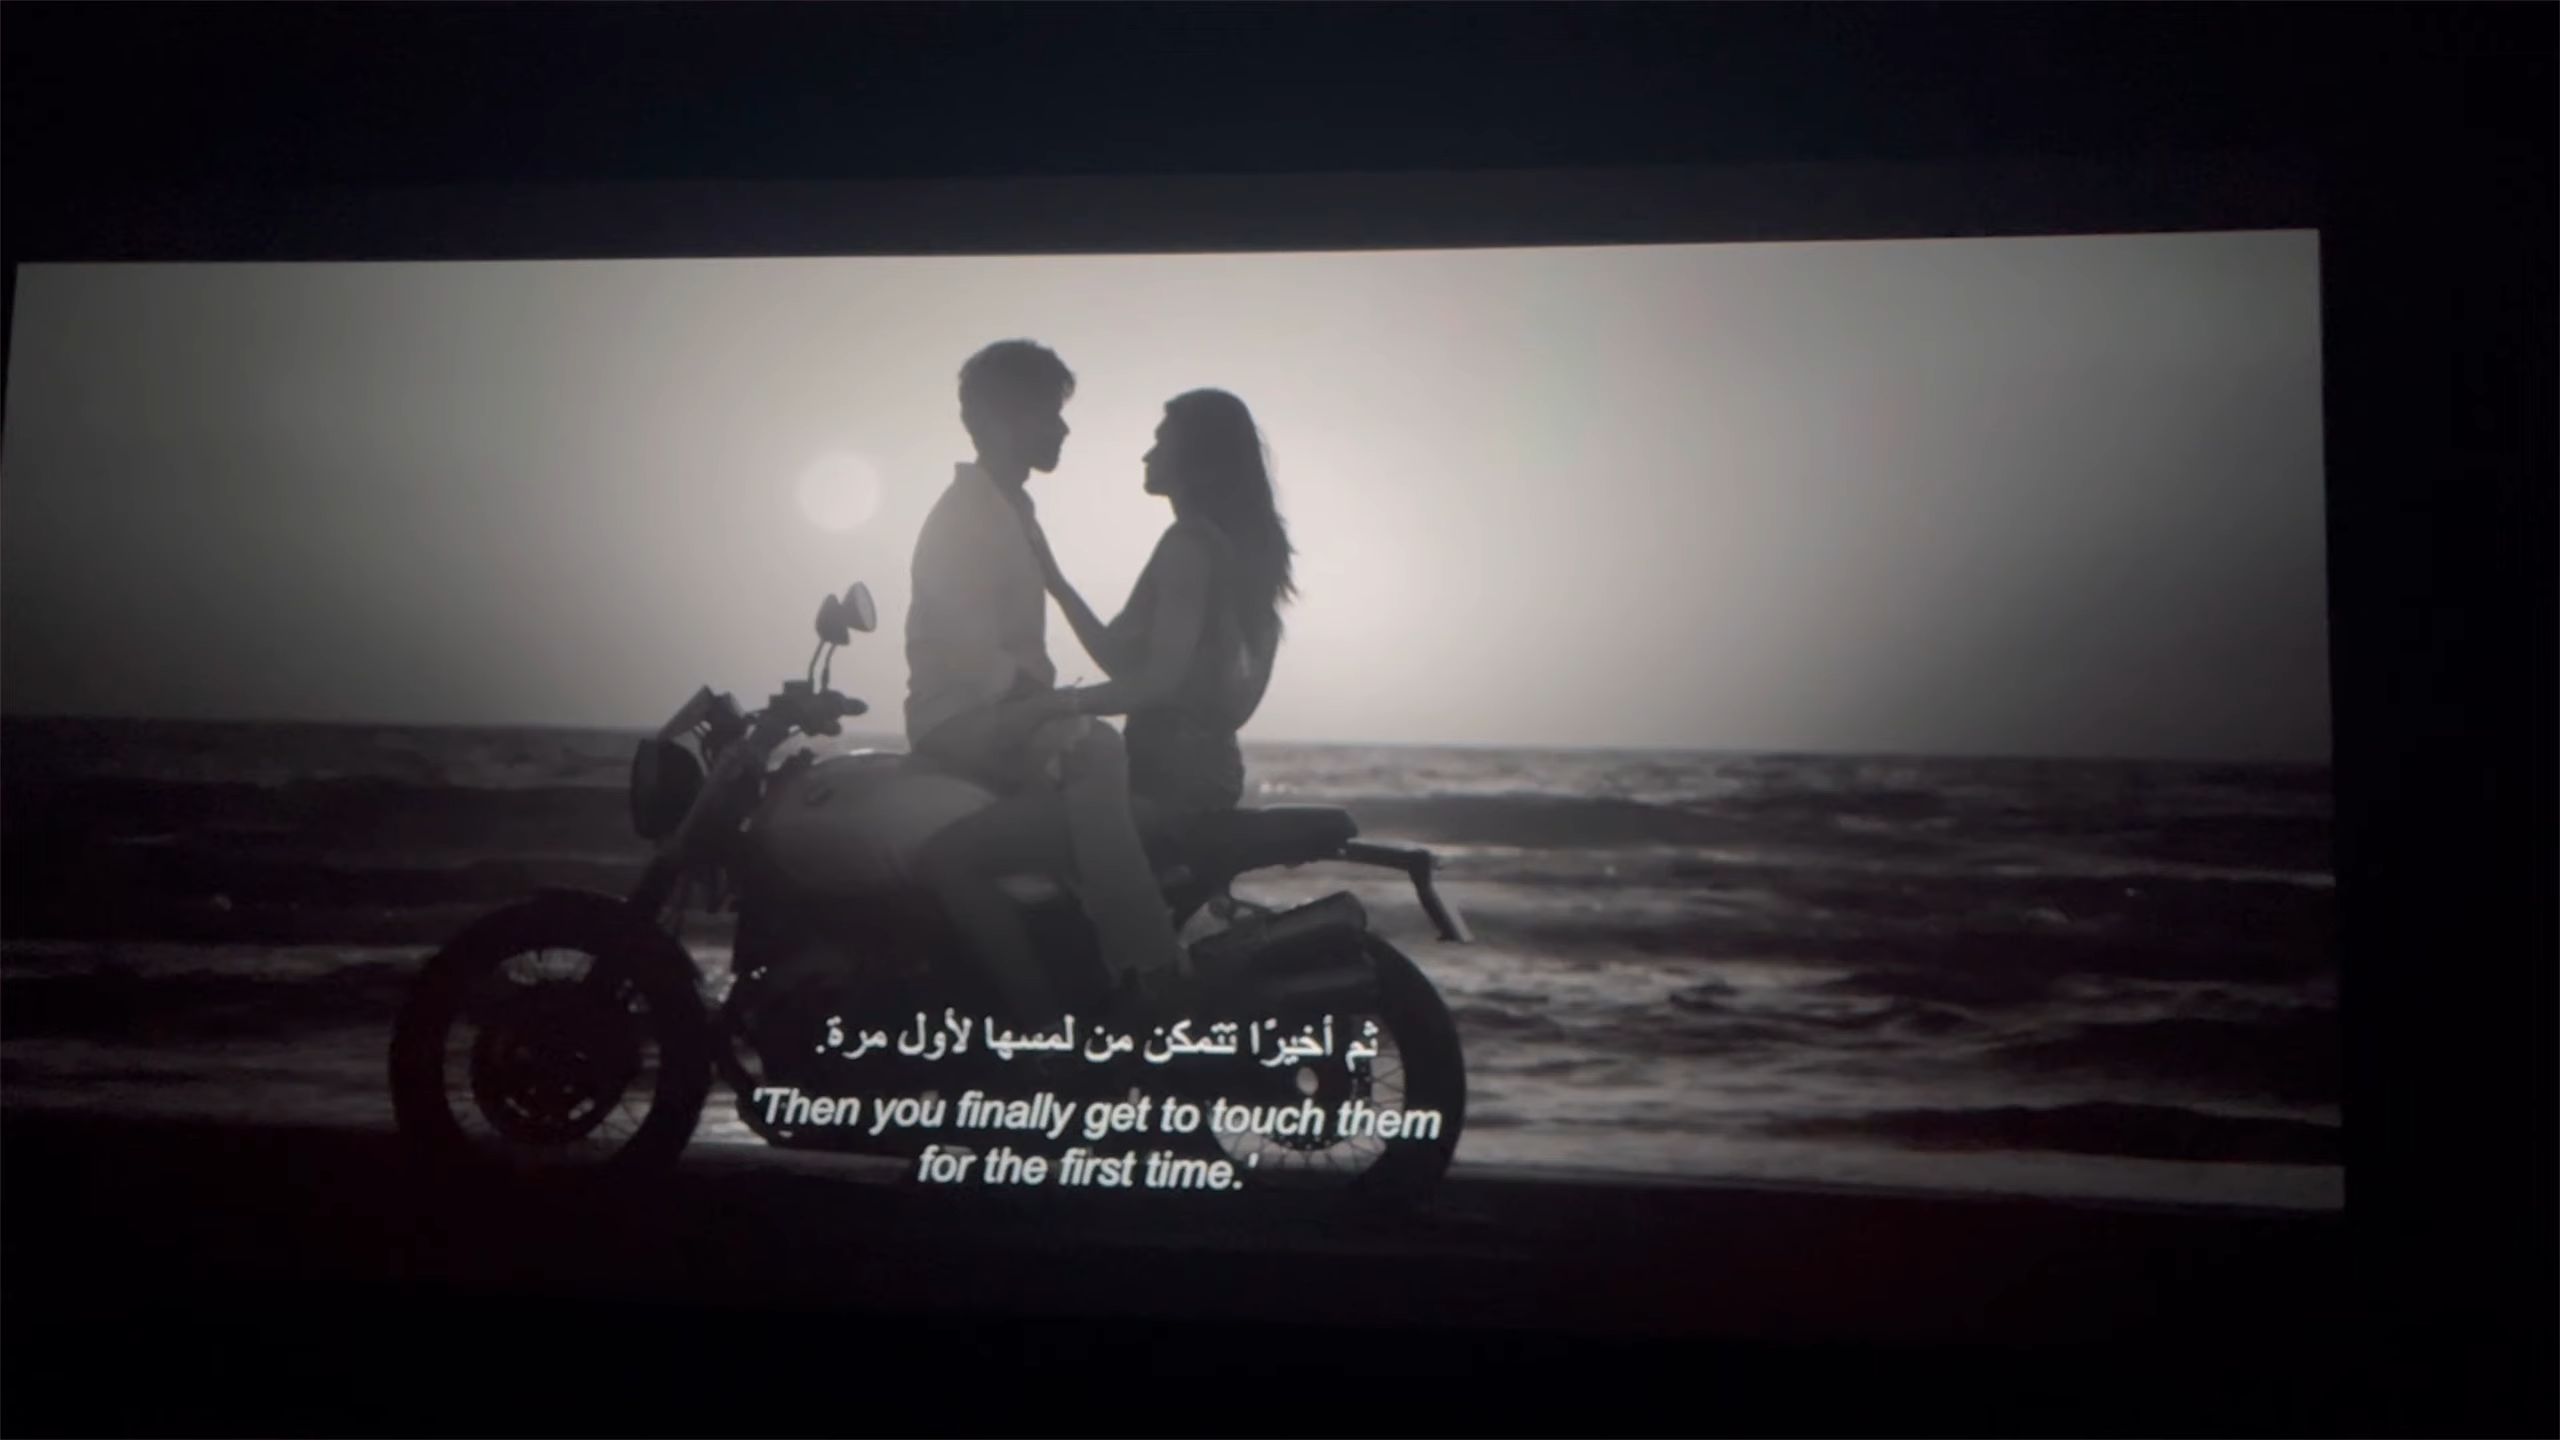 ثم أخيرًا تتمكن من لمسها لأول مرة.
'Then you finally get to touch them
for the first time.'